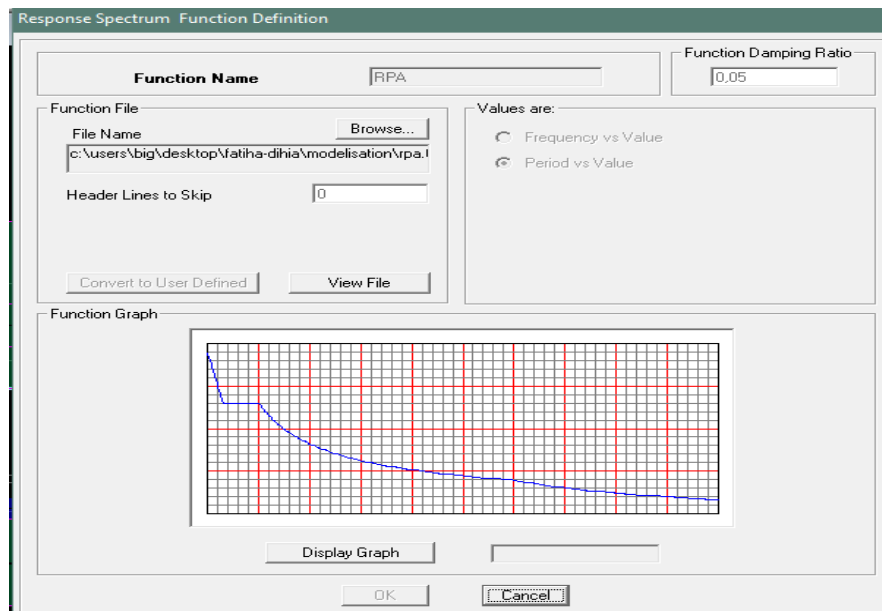 Response Spectrum Function Definition
Function Damping Ratio
Function Name
RPA
0,05
Function File
Values are:
File Name
Browse...
c:\users\big\desktop\fatiha-dihia\modelisation\rpa.
Header Lines to Skip
0
Frequency vs Value
Period vs Value
Convert to User Defined
View File
Function Graph
Display Graph
OK
Cancel